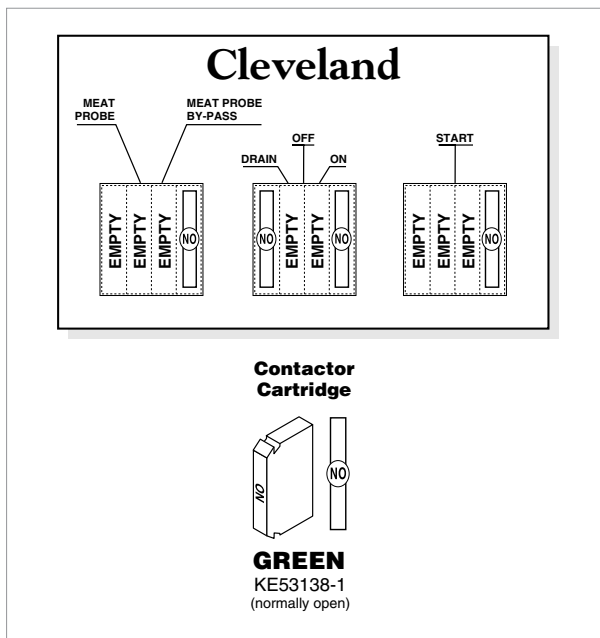 Cleveland
MEAT
PROBE
MEAT PROBE
BY-PASS
DRAIN
OFF
ON
START
EMPTY
EMPTY
EMPTY
NO
NO
EMPTY
EMPTY
NO
EMPTY
EMPTY
EMPTY
NO
Contactor
Cartridge
NO
NO
GREEN
KE53138-1
(normally open)